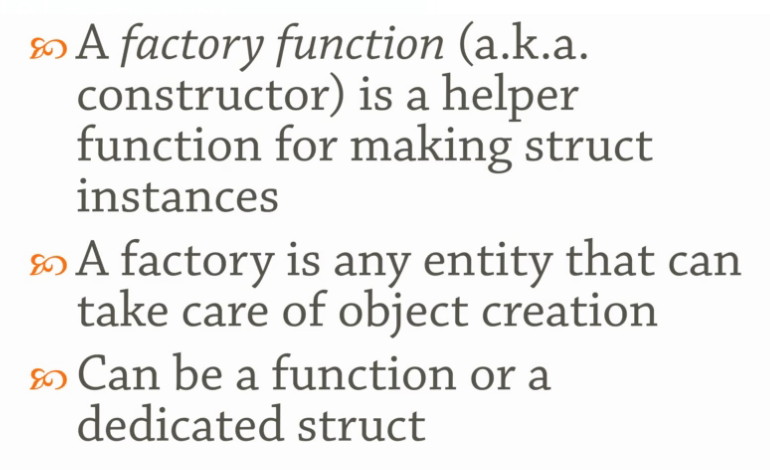 A factory function (a.k.a.
constructor) is a helper
function for making struct
instances
A factory is any entity that can
take care of object creation
Can be a function or a
dedicated struct